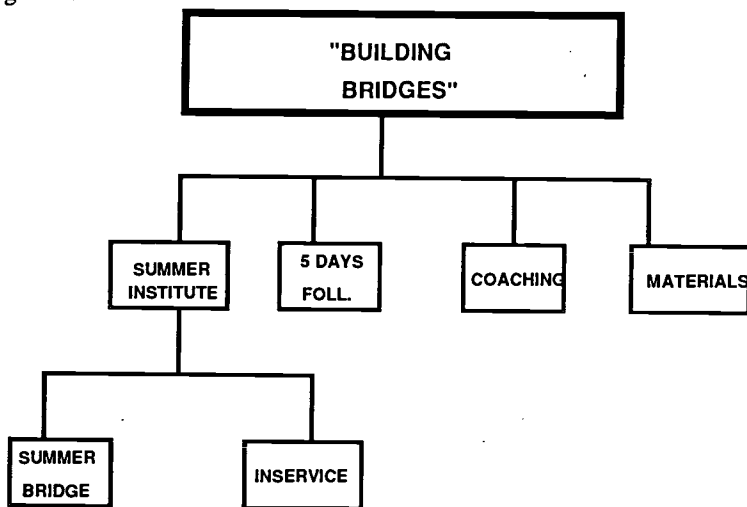 "BUILDING
BRIDGES"
SUMMER
INSTITUTE
5 DAYS
FOLL.
COACHING
MATERIALS
SUMMER
BRIDGE
INSERVICE